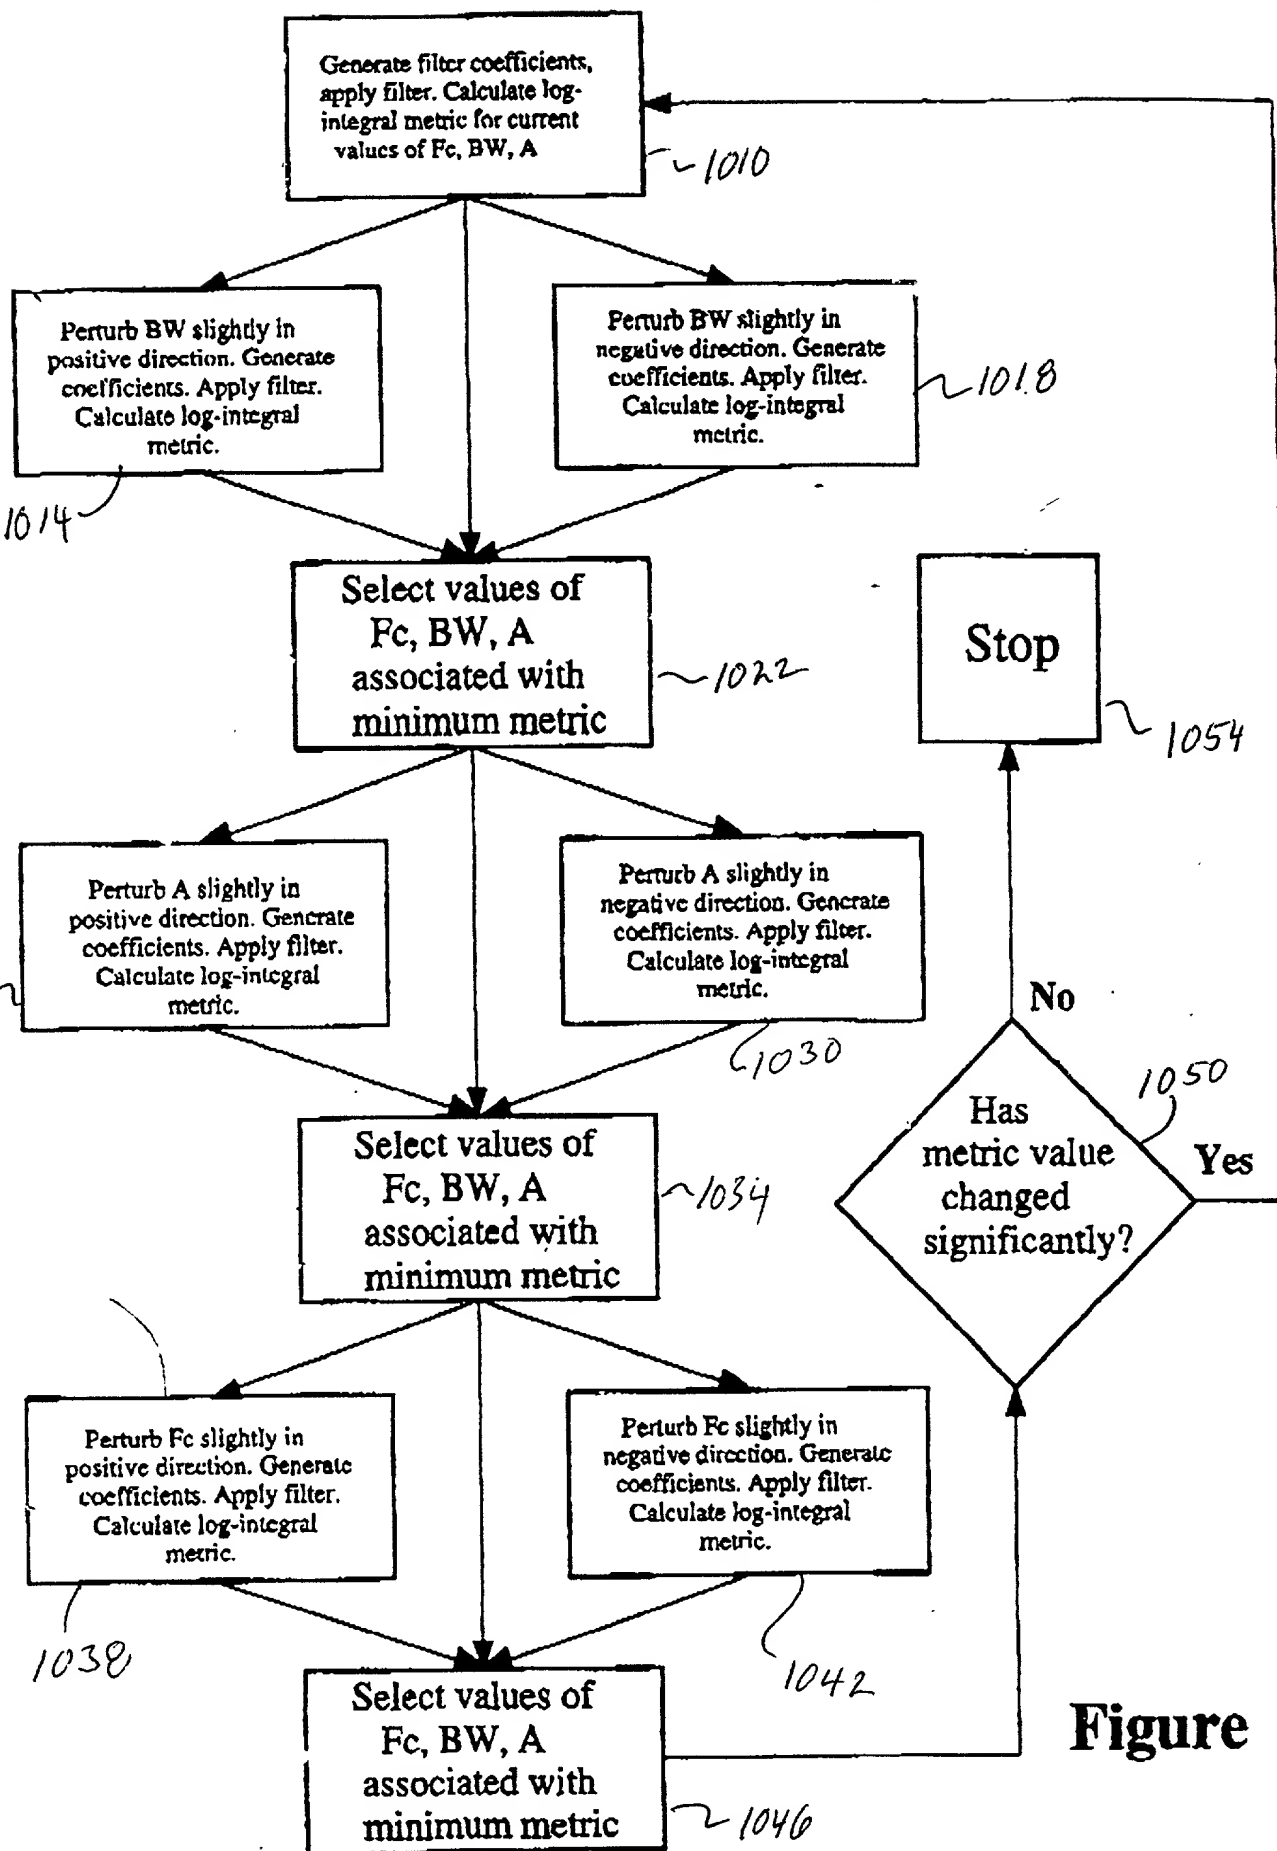 Generate filter coefficients,
apply filter. Calculate log-
integral metric for current
values of Fc, BW, A
1010
Perturb BW slightly in
positive direction. Generate
coefficients. Apply filter.
Calculate log-integral
metric.
1014
Perturb BW slightly in
negative direction. Generate
coefficients. Apply filter.
Calculate log-integral
metric.
1018
Select values of
Fc, BW, A
associated with
minimum metric
1022
Stop
1054
Perturb A slightly in
positive direction. Generate
coefficients. Apply filter.
Calculate log-integral
metric.
Perturb A slightly in
negative direction. Generate
coefficients. Apply filter.
Calculate log-integral
metric.
1030
No
1050
Has
metric value
changed
significantly?
Yes
Select values of
Fc, BW, A
associated with
minimum metric
1034
Perturb Fc slightly in
positive direction. Generate
coefficients. Apply filter.
Calculate log-integral
metric.
1038
Perturb Fc slightly in
negative direction. Generate
coefficients. Apply filter.
Calculate log-integral
metric.
1042
Select values of
Fc, BW, A
associated with
minimum metric
1046
Figure